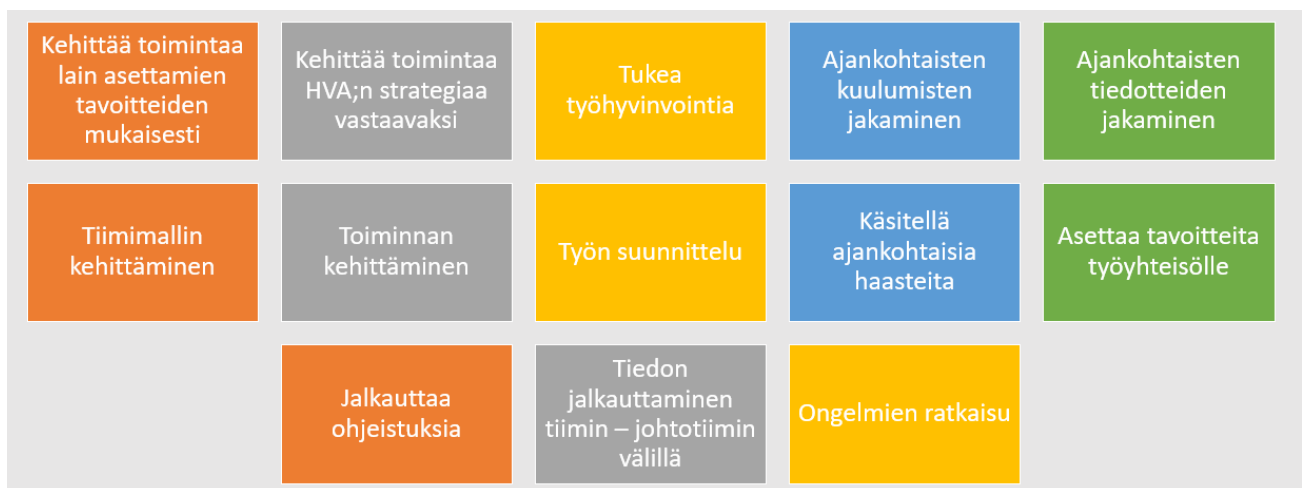 Kehittää toimintaa
lain asettamien
tavoitteiden
mukaisesti
Kehittää toimintaa
HVA;n strategiaa
vastaavaksi
Tukea
työhyvinvointia
Ajankohtaisten
kuulumisten
jakaminen
Ajankohtaisten
tiedotteiden
jakaminen
Tiimimallin
kehittäminen
Toiminnan
kehittäminen
Työn suunnittelu
Käsitellä
ajankohtaisia
haasteita
Asettaa tavoitteita
työyhteisölle
Jalkauttaa
ohjeistuksia
Tiedon
jalkauttaminen
tiimin – johtotiimin
välillä
Ongelmien ratkaisu